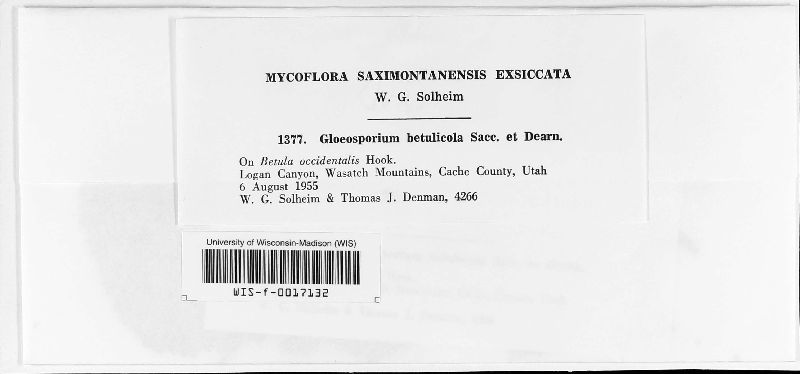 MYCOFLORA SAXIMONTANENSIS EXSICCATA
W. G. Solheim
1377. Gloeosporium betulicola Sacc. et Dearn.
On Betula occidentalis Hook.
Logan Canyon, Wasatch Mountains, Cache County, Utah
6 August 1955
W. G. Solheim & Thomas J. Denman, 4266
University of Wisconsin-Madison (WIS)
WIS-f-0017132